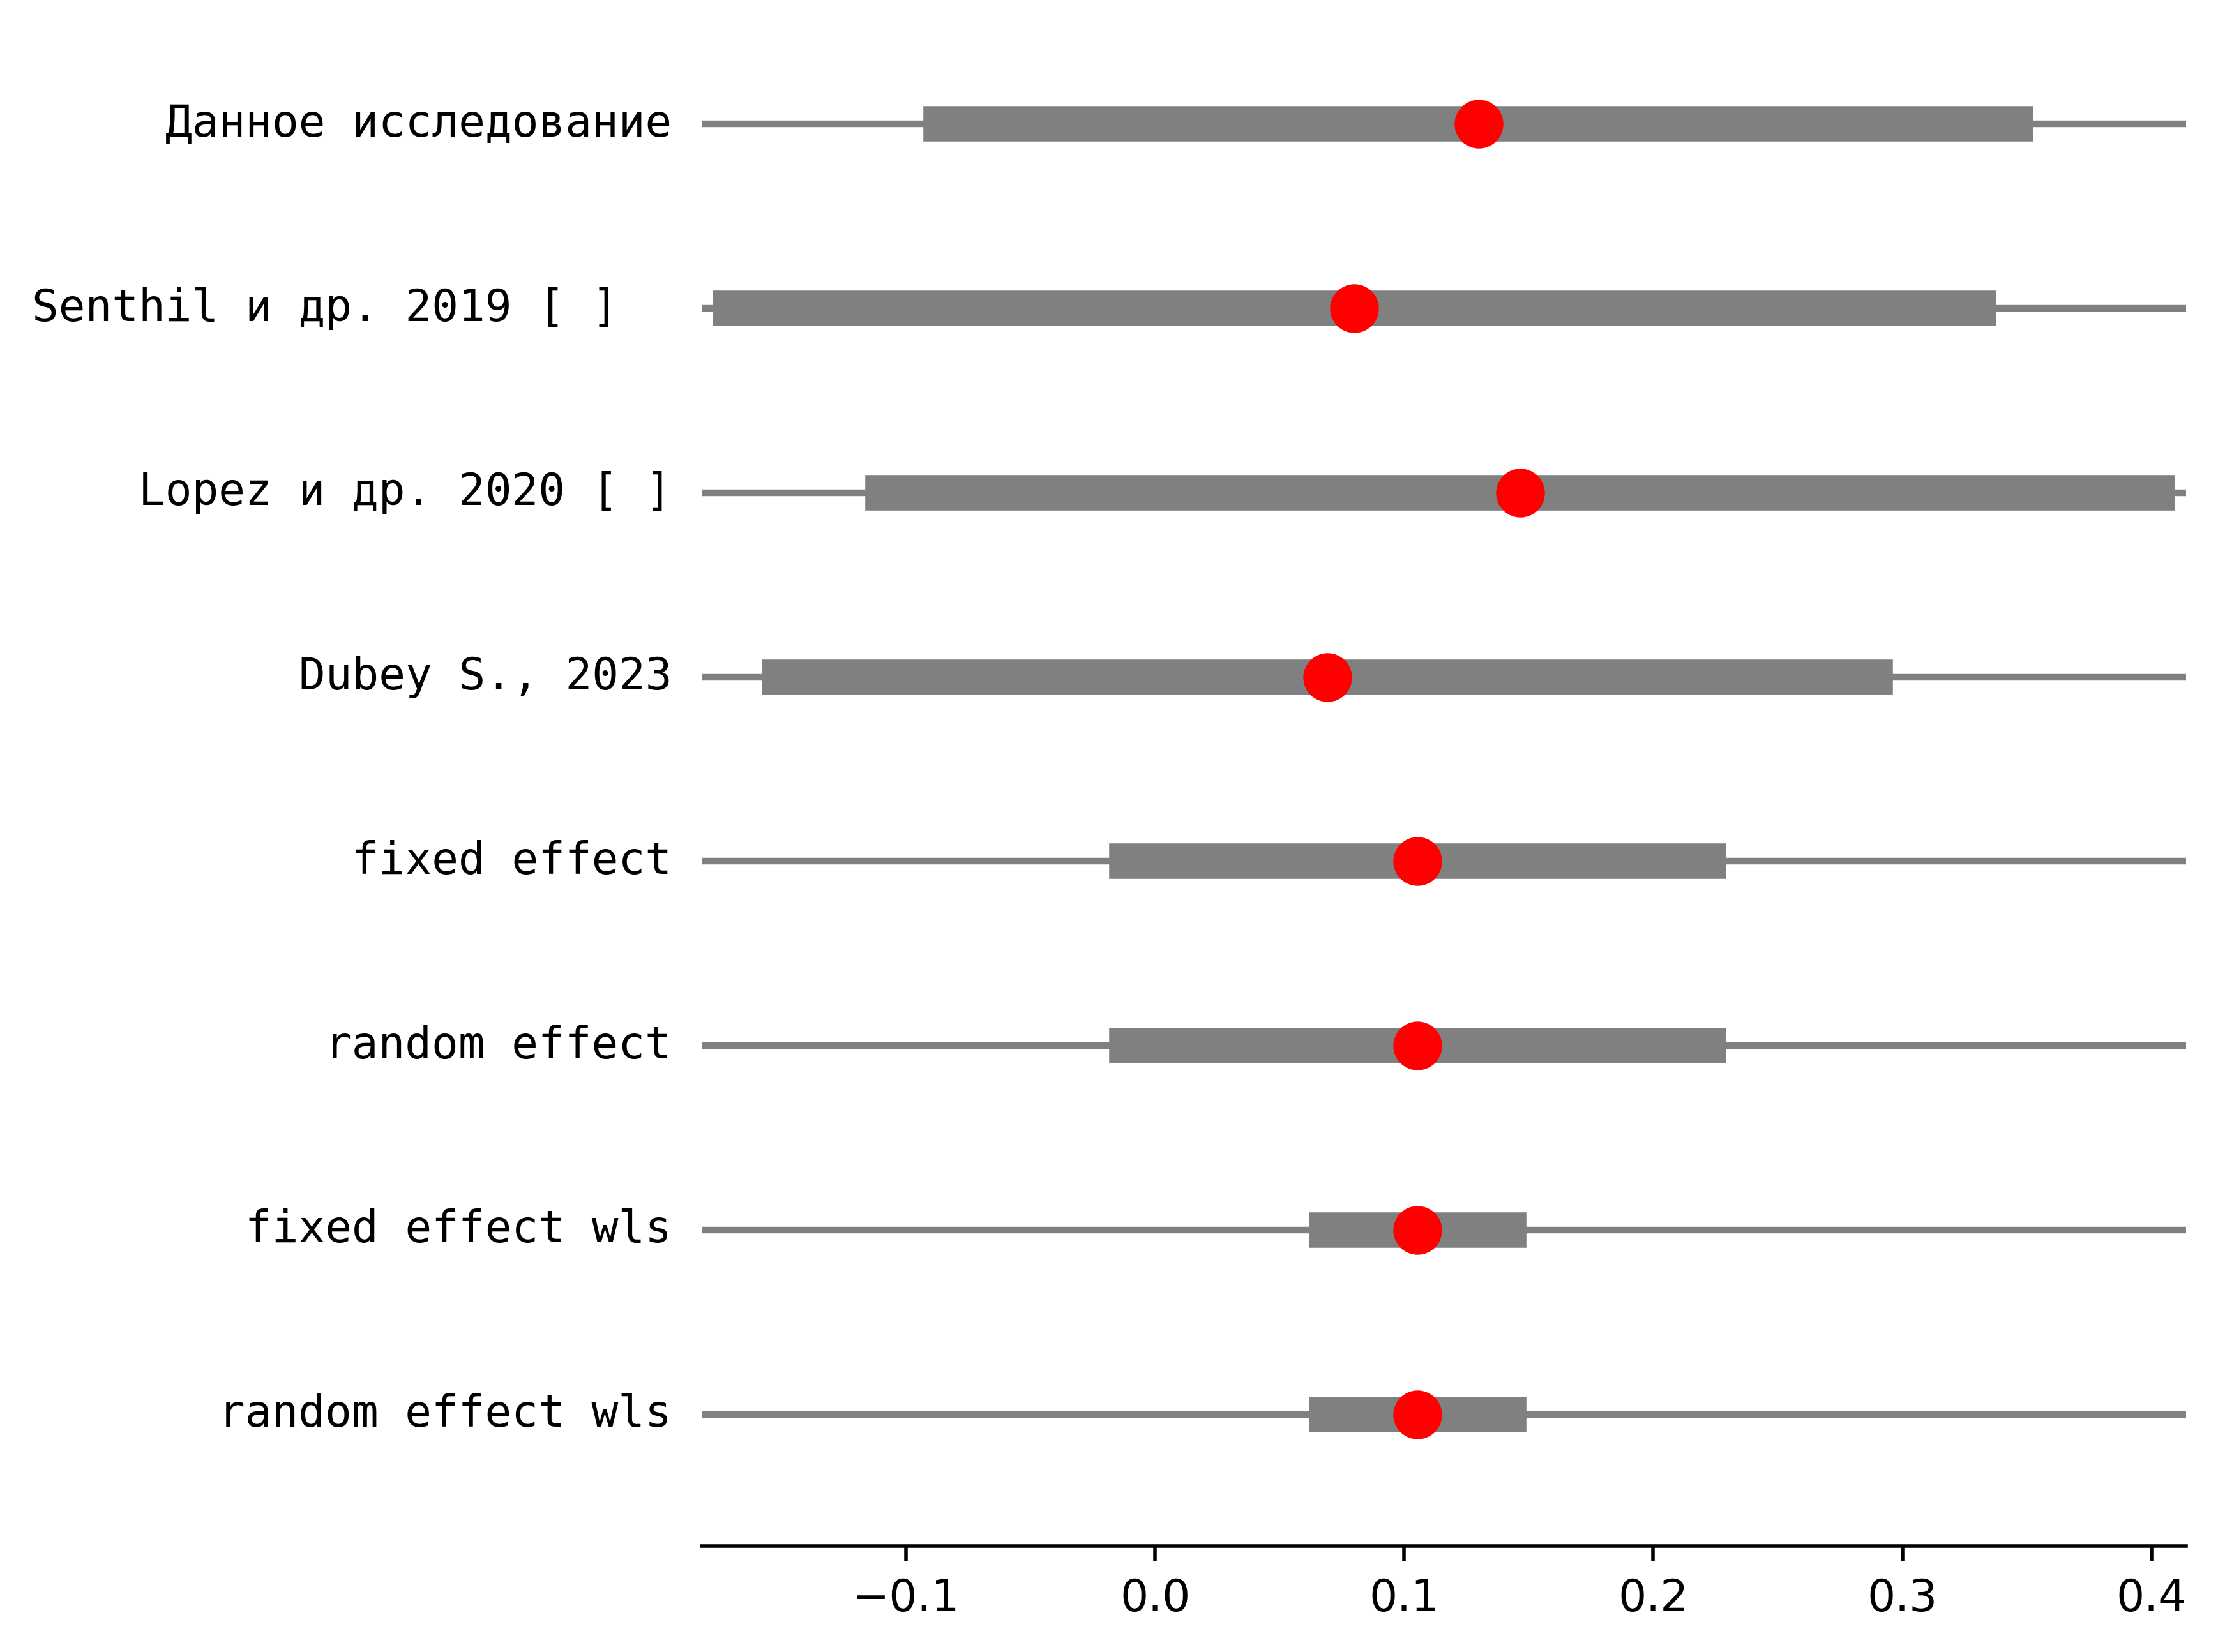 Данное исследование
Senthil и др. 2019 [ ]
Lopez и др. 2020 [ ]
Dubey S., 2023
fixed effect
random effect
fixed effect wls
random effect wls
−0.1 0.0 0.1 0.2 0.3 0.4